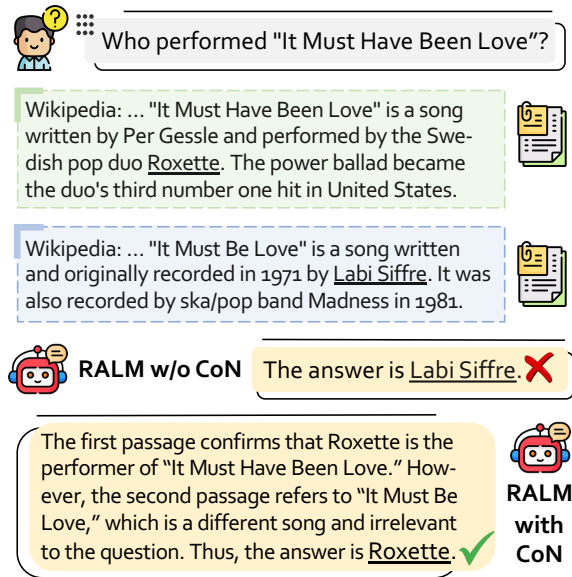 Who performed "It Must Have Been Love"?
Wikipedia: ... "It Must Have Been Love" is a song
written by Per Gessle and performed by the Swe-
dish pop duo Roxette. The power ballad became
the duo's third number one hit in United States.
Wikipedia: ... "It Must Be Love" is a song written
and originally recorded in 1971 by Labi Siffre. It was
also recorded by ska/pop band Madness in 1981.
RALM w/o CoN
The answer is Labi Siffre.
The first passage confirms that Roxette is the
performer of “It Must Have Been Love.” How-
ever, the second passage refers to “It Must Be
Love,” which is a different song and irrelevant
to the question. Thus, the answer is Roxette.
RALM
with
CoN